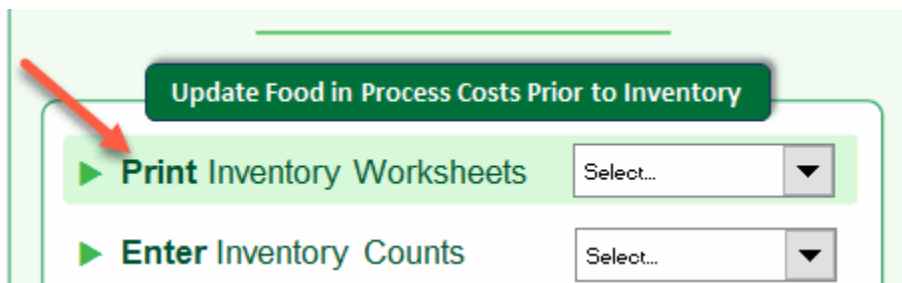 Update Food in Process Costs Prior to Inventory
Print Inventory Worksheets Select...
Enter Inventory Counts Select...